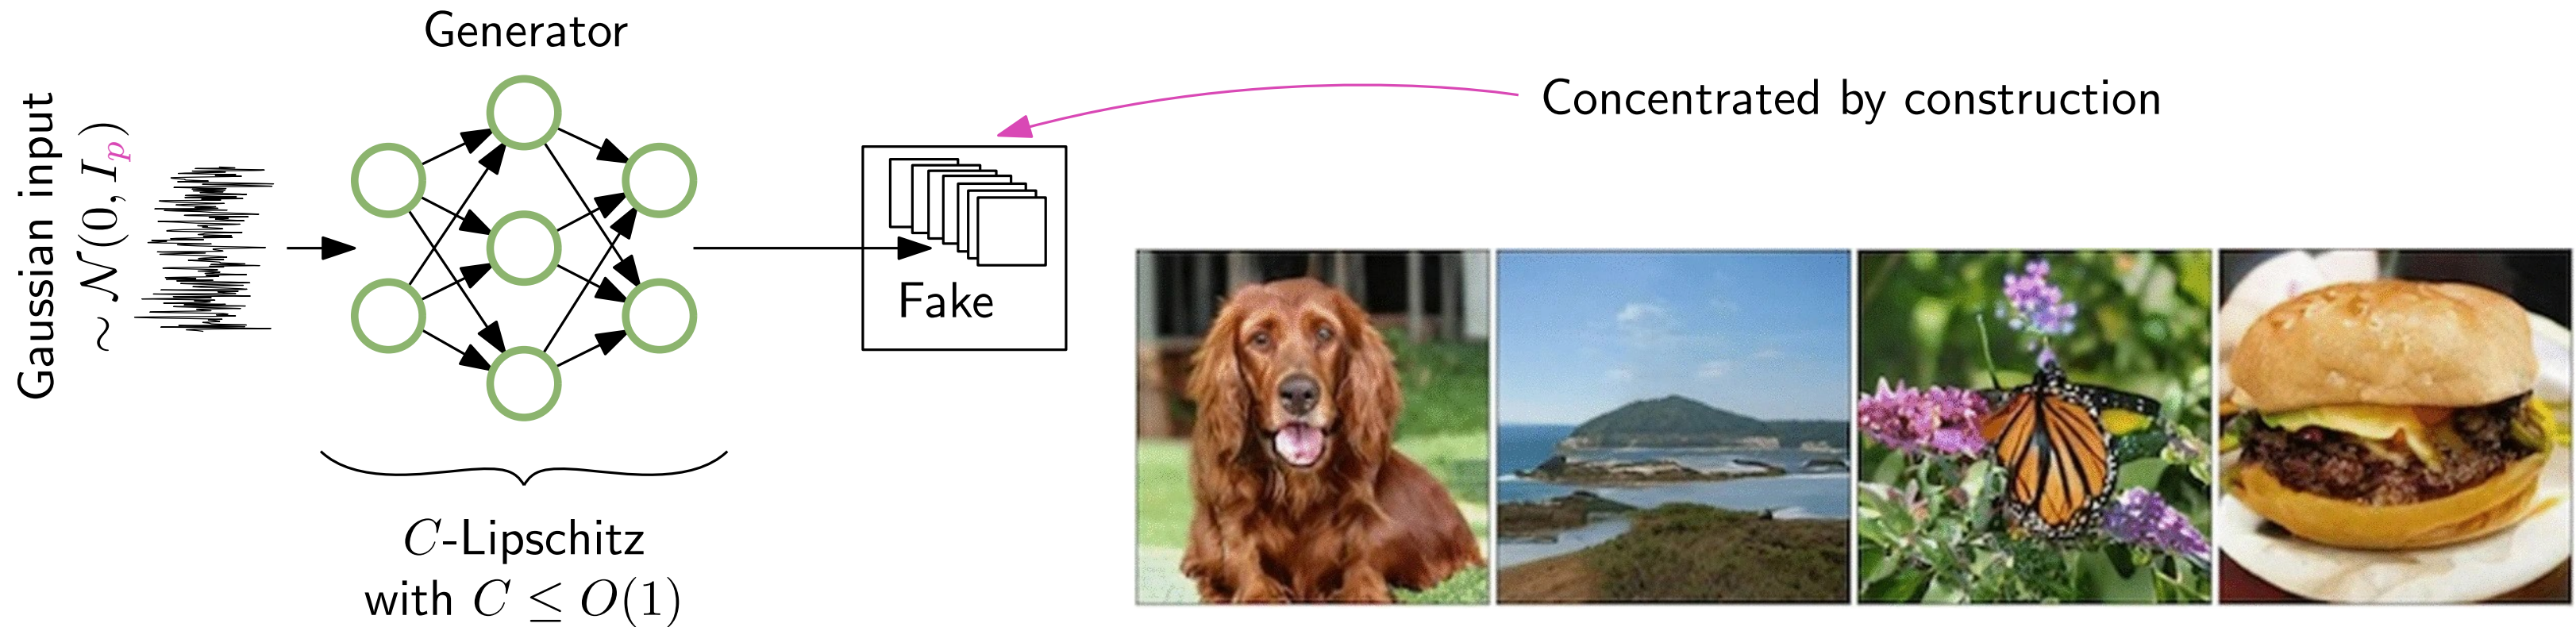 Generator
Gaussian input
∼ 𝒩(0, I_p)
Fake
Concentrated by construction
C-Lipschitz
with C ≤ O(1)